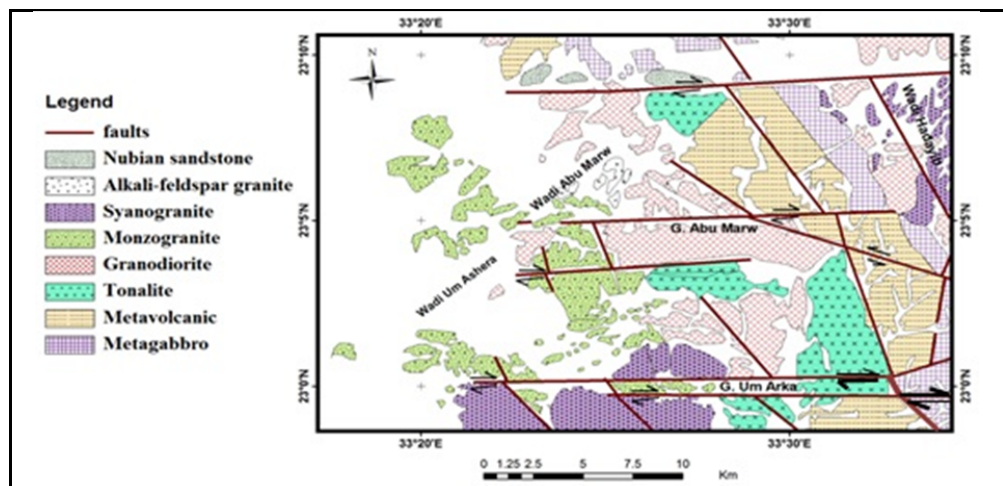 33°20'E
33°30'E
23°10'N
23°10'N
N
Legend
faults
Nubian sandstone
Alkali-feldspar granite
Syanogranite
Monzogranite
Granodiorite
Tonalite
Metavolcanic
Metagabbro
Wadi Hadayib
Wadi Abu Marw
23°5'N
23°5'N
G. Abu Marw
Wadi Um Ashera
23°0'N
23°0'N
G. Um Arka
33°20'E
33°30'E
0 1.25 2.5 5 7.5 10
Km